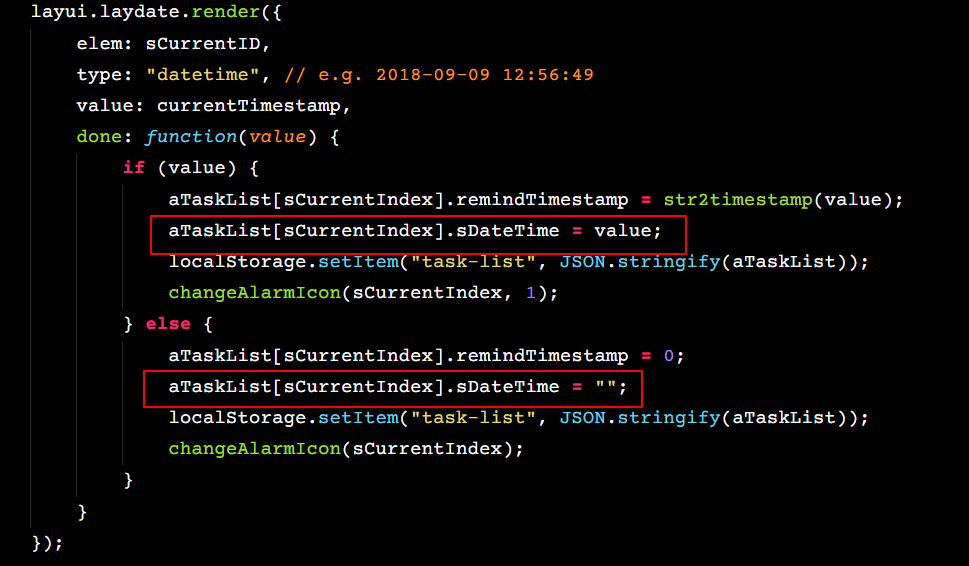 layui.laydate.render({
elem: sCurrentID,
type: "datetime", // e.g. 2018-09-09 12:56:49
value: currentTimestamp,
done: function(value) {
if (value) {
aTaskList[sCurrentIndex].remindTimestamp = str2timestamp(value);
aTaskList[sCurrentIndex].sDateTime = value;
localStorage.setItem("task-list", JSON.stringify(aTaskList));
changeAlarmIcon(sCurrentIndex, 1);
} else {
aTaskList[sCurrentIndex].remindTimestamp = 0;
aTaskList[sCurrentIndex].sDateTime = "";
localStorage.setItem("task-list", JSON.stringify(aTaskList));
changeAlarmIcon(sCurrentIndex);
}
}
});